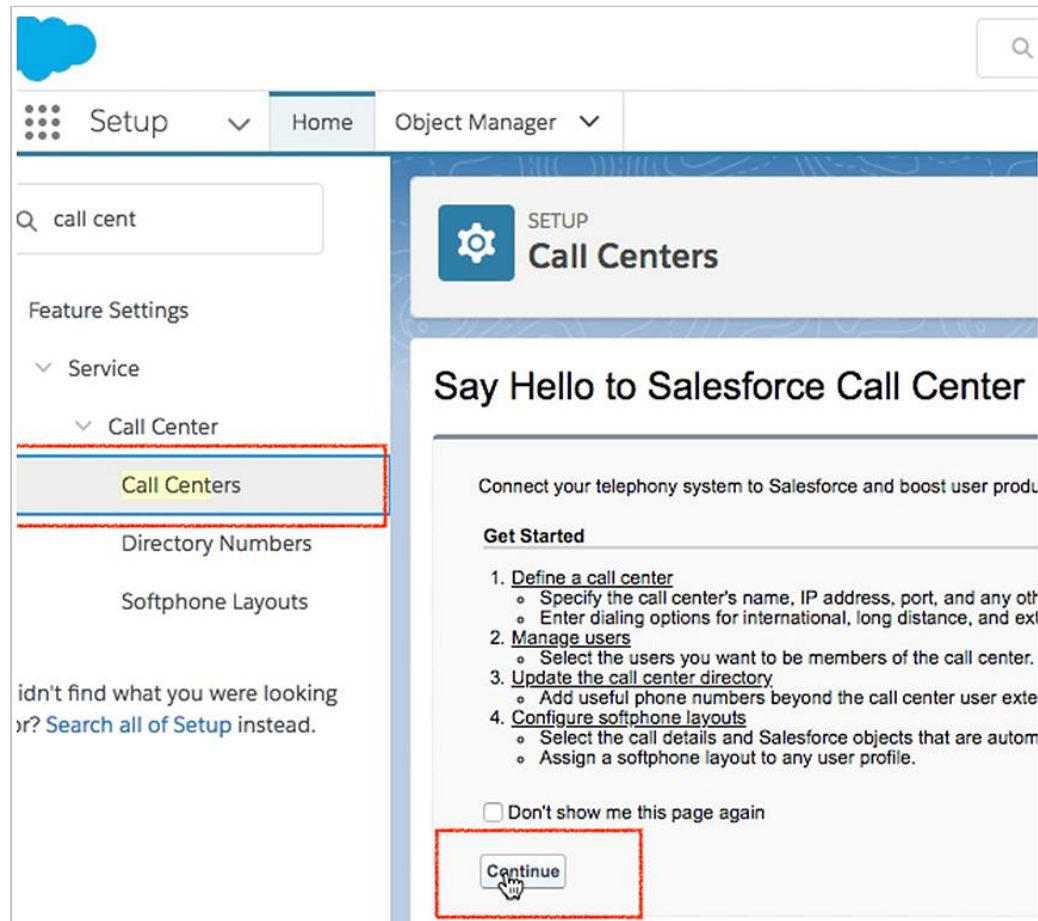 Setup
Home
Object Manager
call cent
SETUP
Call Centers
Feature Settings
Service
Call Center
Call Centers
Directory Numbers
Softphone Layouts
idn't find what you were looking
or? Search all of Setup instead.
Say Hello to Salesforce Call Center
Connect your telephony system to Salesforce and boost user produ
Get Started
1. Define a call center
Specify the call center's name, IP address, port, and any oth
Enter dialing options for international, long distance, and ext
2. Manage users
Select the users you want to be members of the call center.
3. Update the call center directory
Add useful phone numbers beyond the call center user exte
4. Configure softphone layouts
Select the call details and Salesforce objects that are autom
Assign a softphone layout to any user profile.
Don't show me this page again
Continue